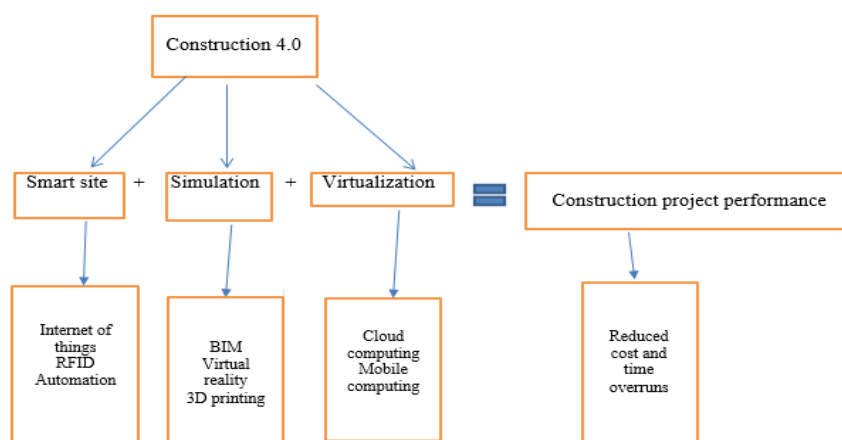 Construction 4.0
Smart site + Simulation + Virtualization = Construction project performance
Internet of
things
RFID
Automation
BIM
Virtual
reality
3D printing
Cloud
computing
Mobile
computing
Reduced
cost and
time
overruns